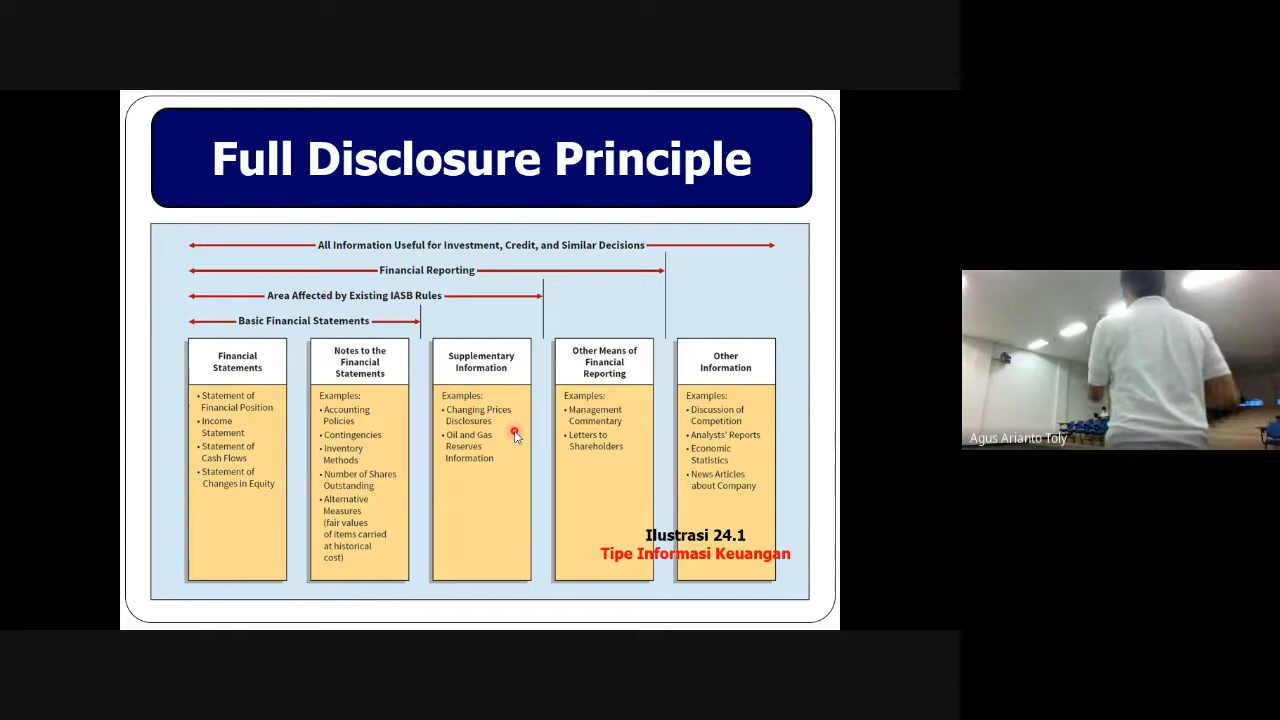 Full Disclosure Principle
All Information Useful for Investment, Credit, and Similar Decisions
Financial Reporting
Area Affected by Existing IASB Rules
Basic Financial Statements
Financial
Statements
• Statement of
Financial Position
• Income
Statement
• Statement of
Cash Flows
• Statement of
Changes in Equity
Notes to the
Financial
Statements
Examples:
• Accounting
Policies
• Contingencies
• Inventory
Methods
• Number of Shares
Outstanding
• Alternative
Measures
(fair values
of items carried
at historical
cost)
Supplementary
Information
Examples:
• Changing Prices
Disclosures
• Oil and Gas
Reserves
Information
Other Means of
Financial
Reporting
Examples:
• Management
Commentary
• Letters to
Shareholders
Other
Information
Examples:
• Discussion of
Competition
• Analysts' Reports
• Economic
Statistics
• News Articles
about Company
Ilustrasi 24.1
Tipe Informasi Keuangan
Agus Arianto Toly